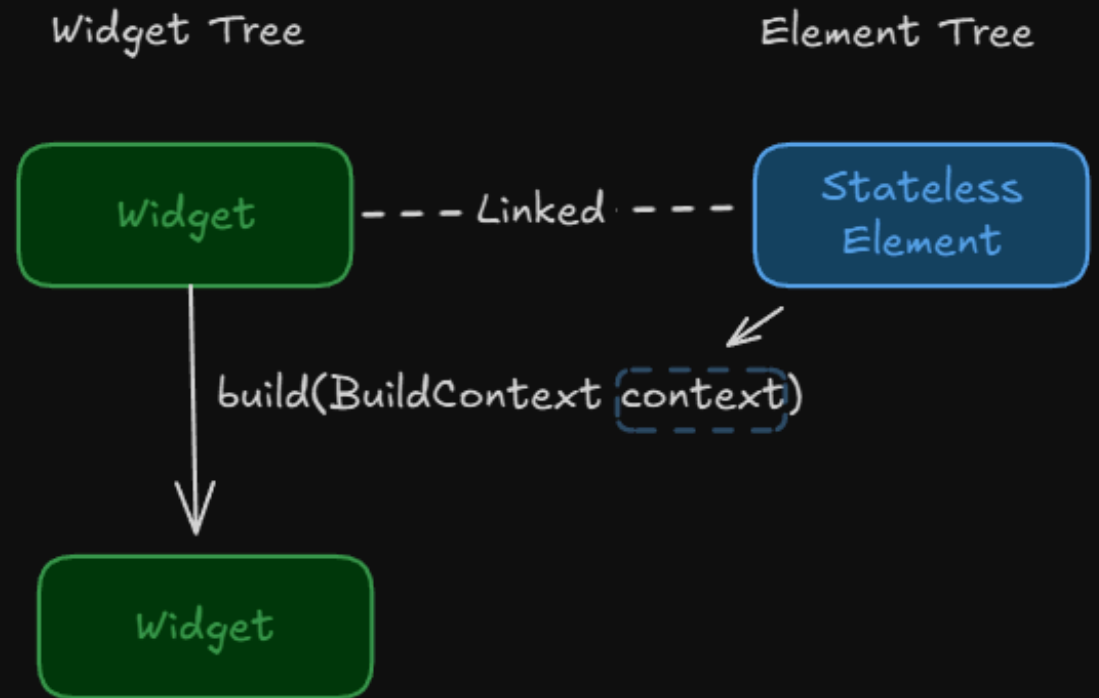 Widget Tree
Element Tree
Widget
Linked
Stateless
Element
build(BuildContext context)
Widget